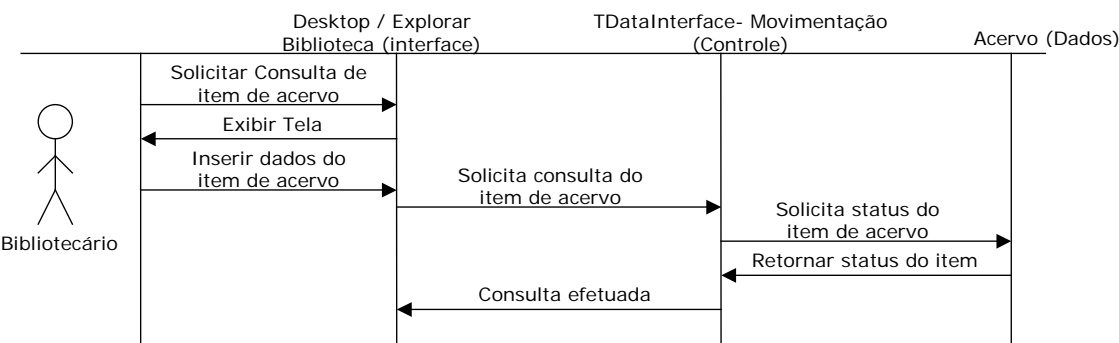 Desktop / Explorar
Biblioteca (interface)
TDataInterface- Movimentação
(Controle)
Acervo (Dados)
Solicitar Consulta de
item de acervo
Exibir Tela
Inserir dados do
item de acervo
Solicita consulta do
item de acervo
Solicita status do
item de acervo
Bibliotecário
Retornar status do item
Consulta efetuada